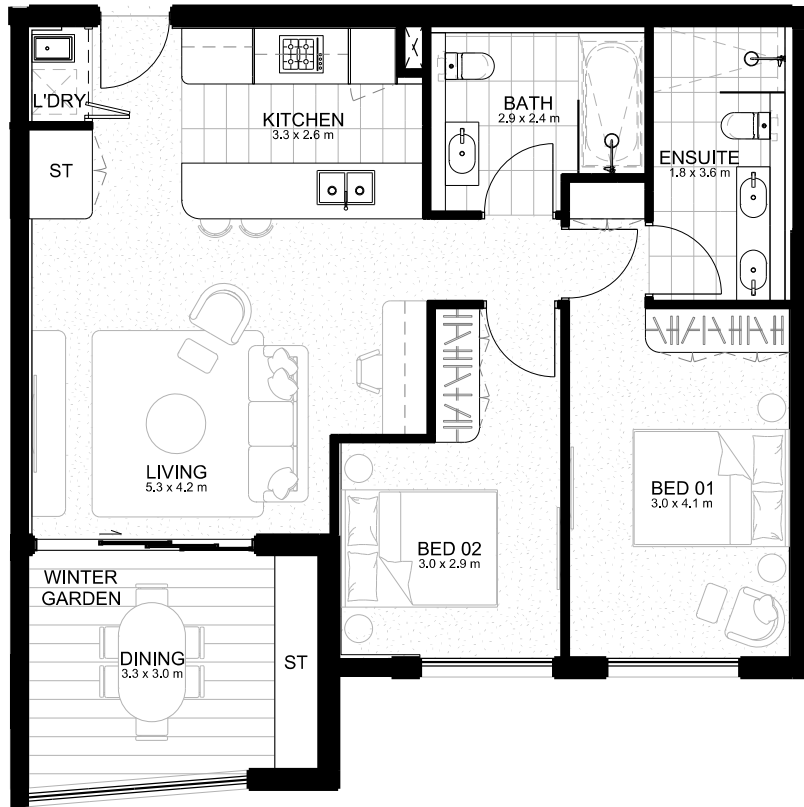 L'DRY
ST
KITCHEN
3.3 x 2.6 m
BATH
2.9 x 2.4 m
ENSUITE
1.8 x 3.6 m
LIVING
5.3 x 4.2 m
BED 02
3.0 x 2.9 m
BED 01
3.0 x 4.1 m
WINTER
GARDEN
DINING
3.3 x 3.0 m
ST